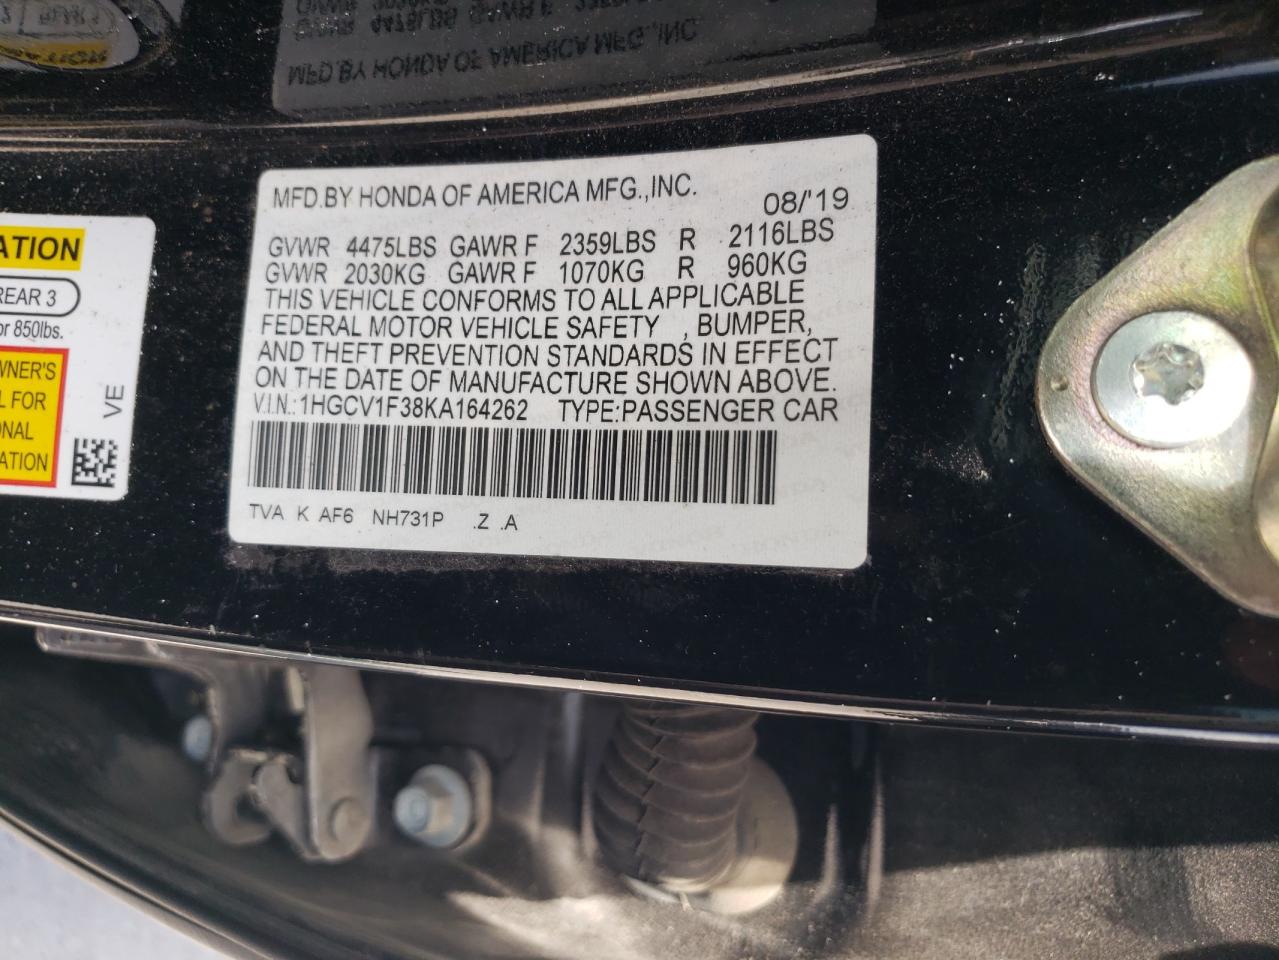 MFD.BY HONDA OF AMERICA MFG.,INC.
08/'19
GVWR 4475LBS GAWR F 2359LBS R 2116LBS
GVWR 2030KG GAWR F 1070KG R 960KG
THIS VEHICLE CONFORMS TO ALL APPLICABLE
FEDERAL MOTOR VEHICLE SAFETY , BUMPER,
AND THEFT PREVENTION STANDARDS IN EFFECT
ON THE DATE OF MANUFACTURE SHOWN ABOVE.
V.I.N.:1HGCV1F38KA164262 TYPE:PASSENGER CAR
TVA K AF6 NH731P .Z .A
ATION
REAR 3
or 850lbs.
WNER'S
L FOR
ONAL
ATION
VE
MFD BY HONDA OF AMERICA MFG.,INC